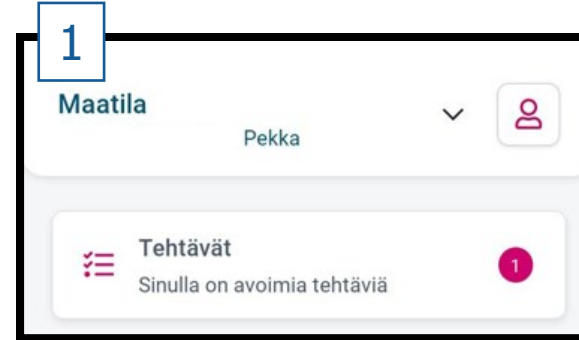 1
Maatila
Pekka
Tehtävät
Sinulla on avoimia tehtäviä
1